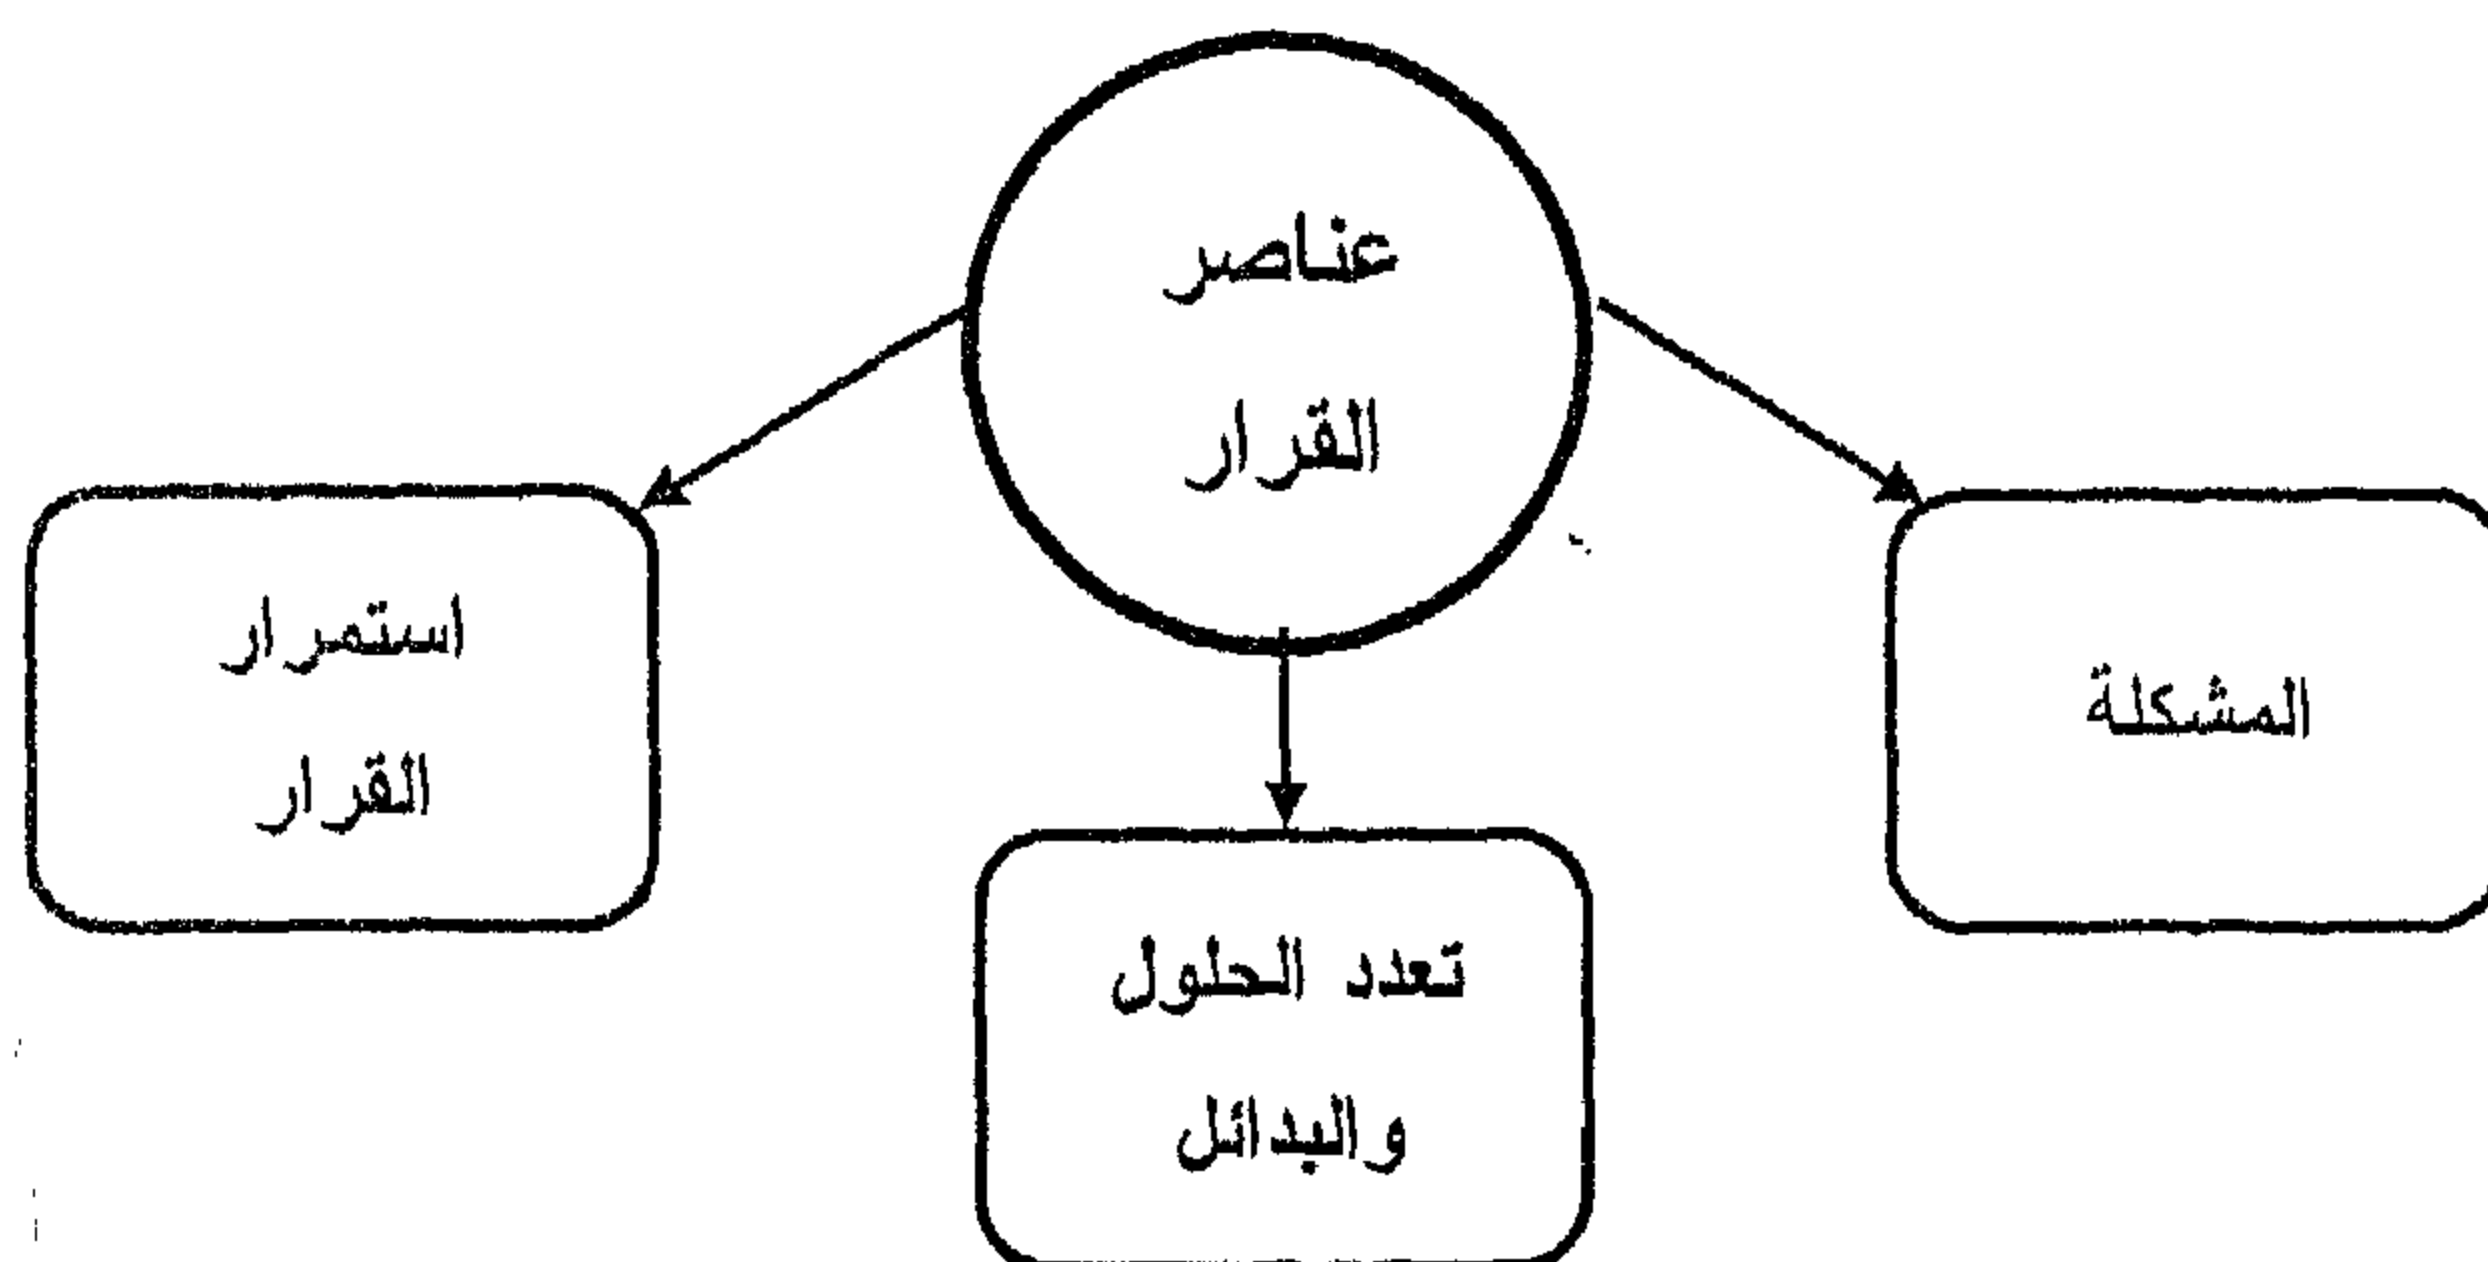 عناصر
القرار
المشكلة
تعدد الحلول
والبدائل
استمرار
القرار